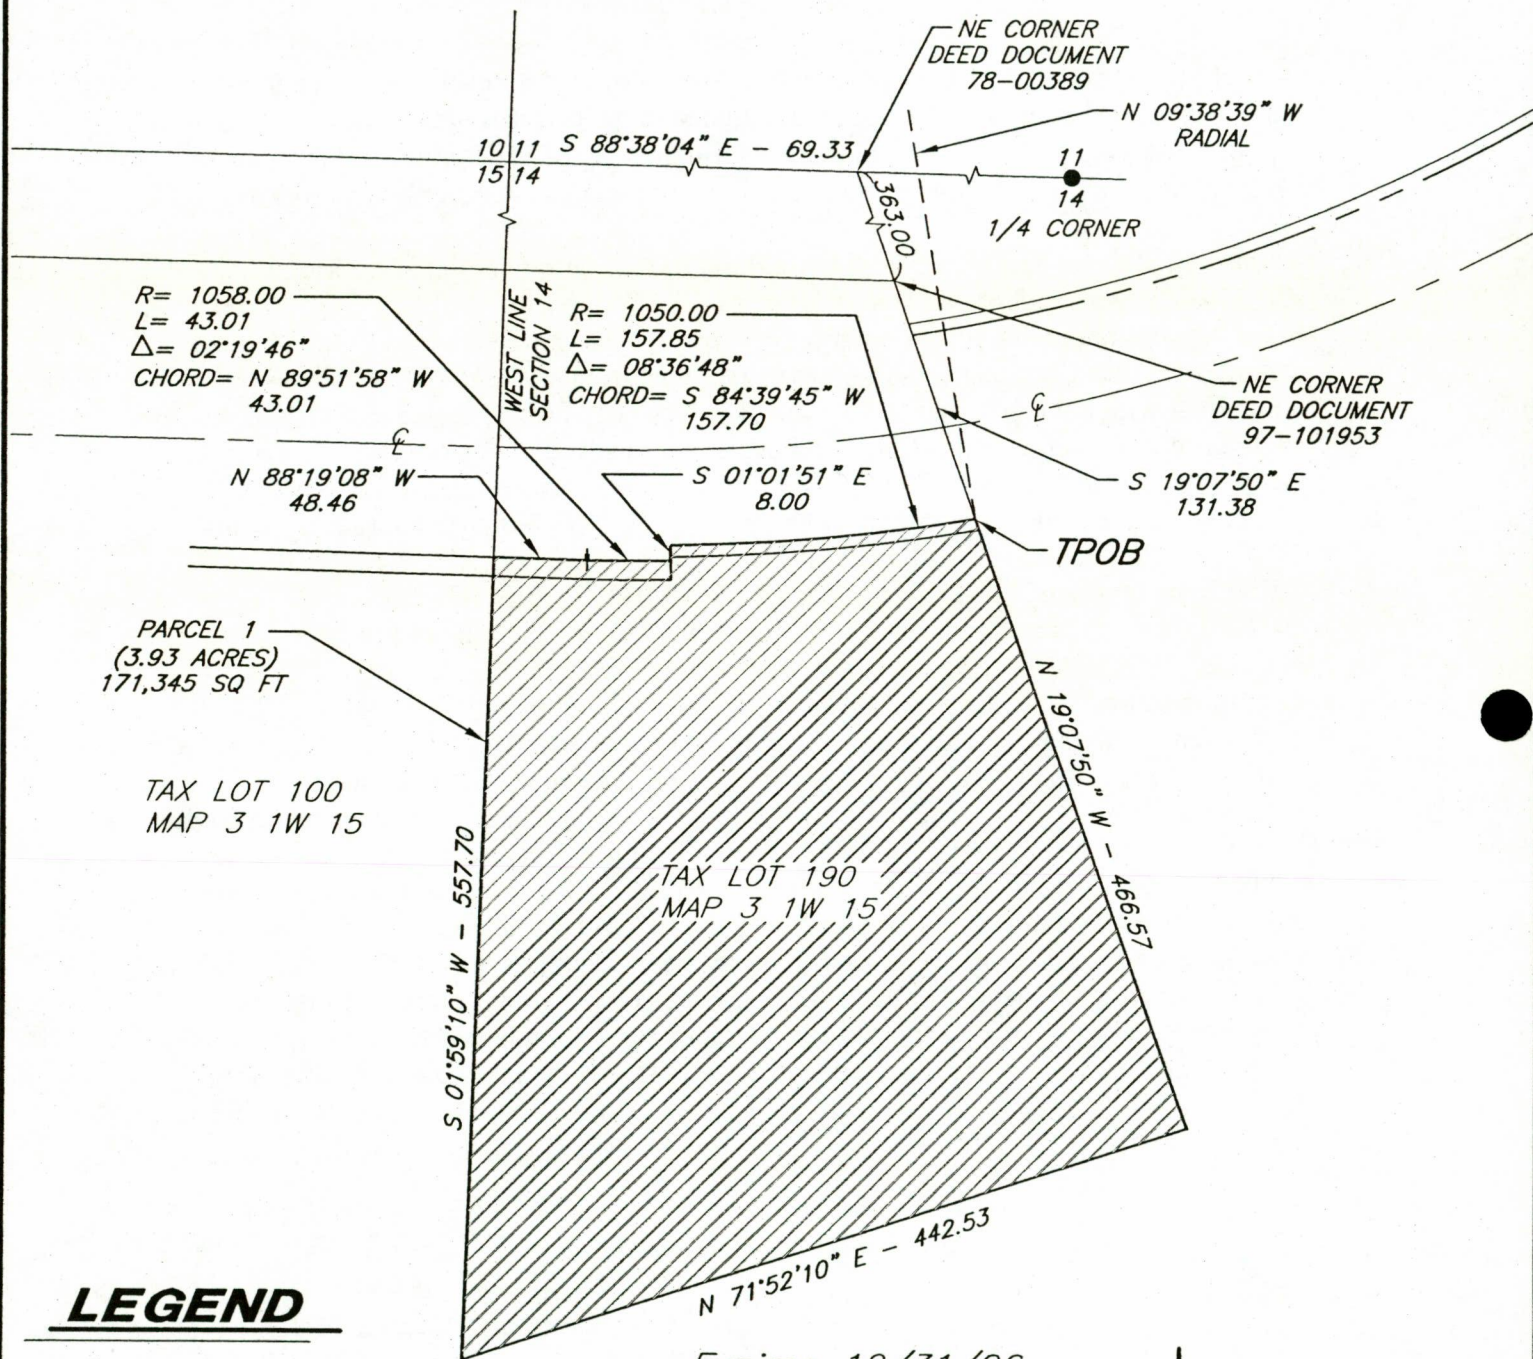 NE CORNER
DEED DOCUMENT
78-00389
N 09°38'39" W
RADIAL
10 11
15 14
S 88°38'04" E - 69.33
11
14
1/4 CORNER
363.00
R= 1058.00
L= 43.01
Δ= 02°19'46"
CHORD= N 89°51'58" W
43.01
WEST LINE
SECTION 14
R= 1050.00
L= 157.85
Δ= 08°36'48"
CHORD= S 84°39'45" W
157.70
NE CORNER
DEED DOCUMENT
97-101953
℄
℄
N 88°19'08" W
48.46
S 01°01'51" E
8.00
S 19°07'50" E
131.38
TPOB
PARCEL 1
(3.93 ACRES)
171,345 SQ FT
N 19°07'50" W - 466.57
TAX LOT 100
MAP 3 1W 15
S 01°59'10" W - 557.70
TAX LOT 190
MAP 3 1W 15
N 71°52'10" E - 442.53
LEGEND